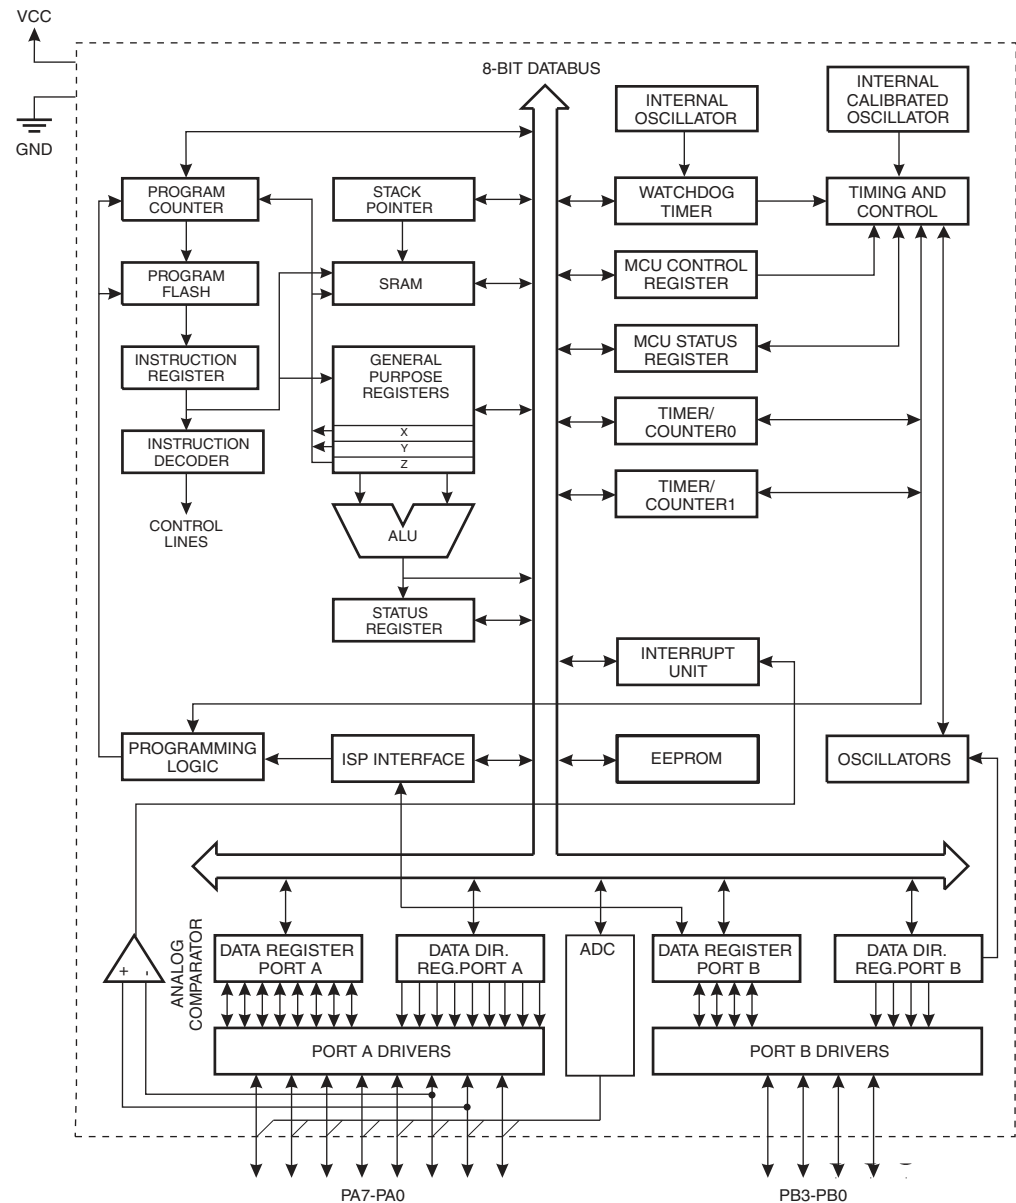 VCC
GND
8-BIT DATABUS
INTERNAL
OSCILLATOR
INTERNAL
CALIBRATED
OSCILLATOR
PROGRAM
COUNTER
STACK
POINTER
WATCHDOG
TIMER
TIMING AND
CONTROL
PROGRAM
FLASH
SRAM
MCU CONTROL
REGISTER
INSTRUCTION
REGISTER
GENERAL
PURPOSE
REGISTERS
X
Y
Z
MCU STATUS
REGISTER
INSTRUCTION
DECODER
TIMER/
COUNTER0
CONTROL
LINES
ALU
TIMER/
COUNTER1
STATUS
REGISTER
INTERRUPT
UNIT
PROGRAMMING
LOGIC
ISP INTERFACE
EEPROM
OSCILLATORS
ANALOG
COMPARATOR
+
-
DATA REGISTER
PORT A
DATA DIR.
REG.PORT A
ADC
DATA REGISTER
PORT B
DATA DIR.
REG.PORT B
PORT A DRIVERS
PORT B DRIVERS
PA7-PA0
PB3-PB0